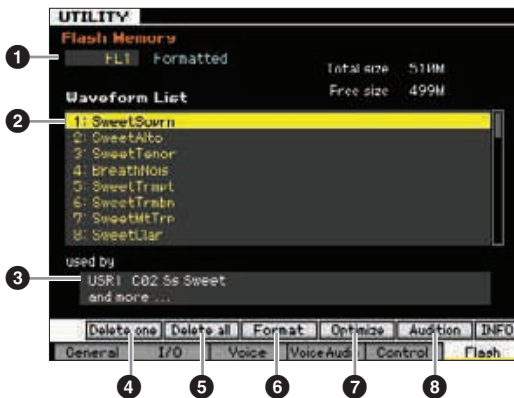 UTILITY
Flash Memory
1 FL1 Formatted
Total size 510M
Free size 499M
Waveform List
2 1: SweetSoprn
2: SweetAlto
3: SweetTenor
4: BreathNois
5: SweetTrmpt
6: SweetTrmbn
7: SweetMtTrp
8: SweetClar
used by
3 USR1 C02 Ss Sweet
and more ...
Delete one Delete all Format Optimize Audition INFO
General I/O Voice Voice Audio Control Flash
4 5 6 7 8